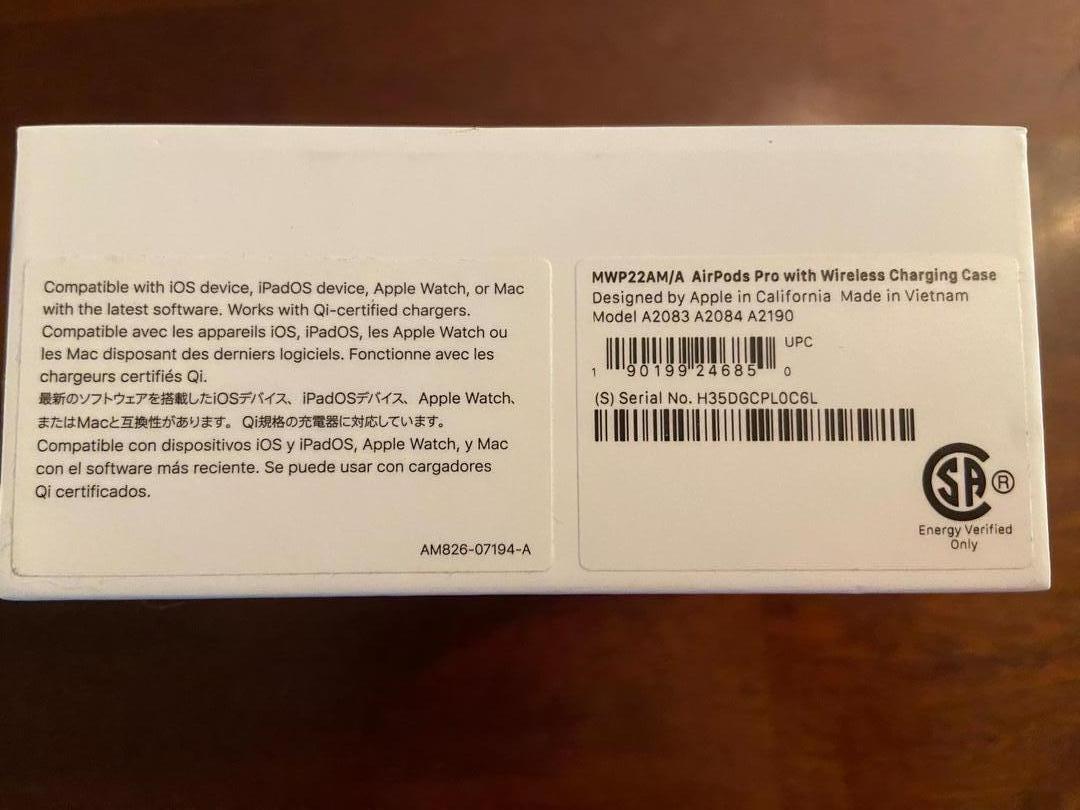 Compatible with iOS device, iPadOS device, Apple Watch, or Mac
with the latest software. Works with Qi-certified chargers.
Compatible avec les appareils iOS, iPadOS, les Apple Watch ou
les Mac disposant des derniers logiciels. Fonctionne avec les
chargeurs certifiés Qi.
最新のソフトウェアを搭載したiOSデバイス、iPadOSデバイス、Apple Watch、
またはMacと互換性があります。Qi規格の充電器に対応しています。
Compatible con dispositivos iOS y iPadOS, Apple Watch, y Mac
con el software más reciente. Se puede usar con cargadores
Qi certificados.
AM826-07194-A
MWP22AM/A AirPods Pro with Wireless Charging Case
Designed by Apple in California Made in Vietnam
Model A2083 A2084 A2190
UPC
1 90199 24685 0
(S) Serial No. H35DGCPL0C6L
CSA ®
Energy Verified
Only